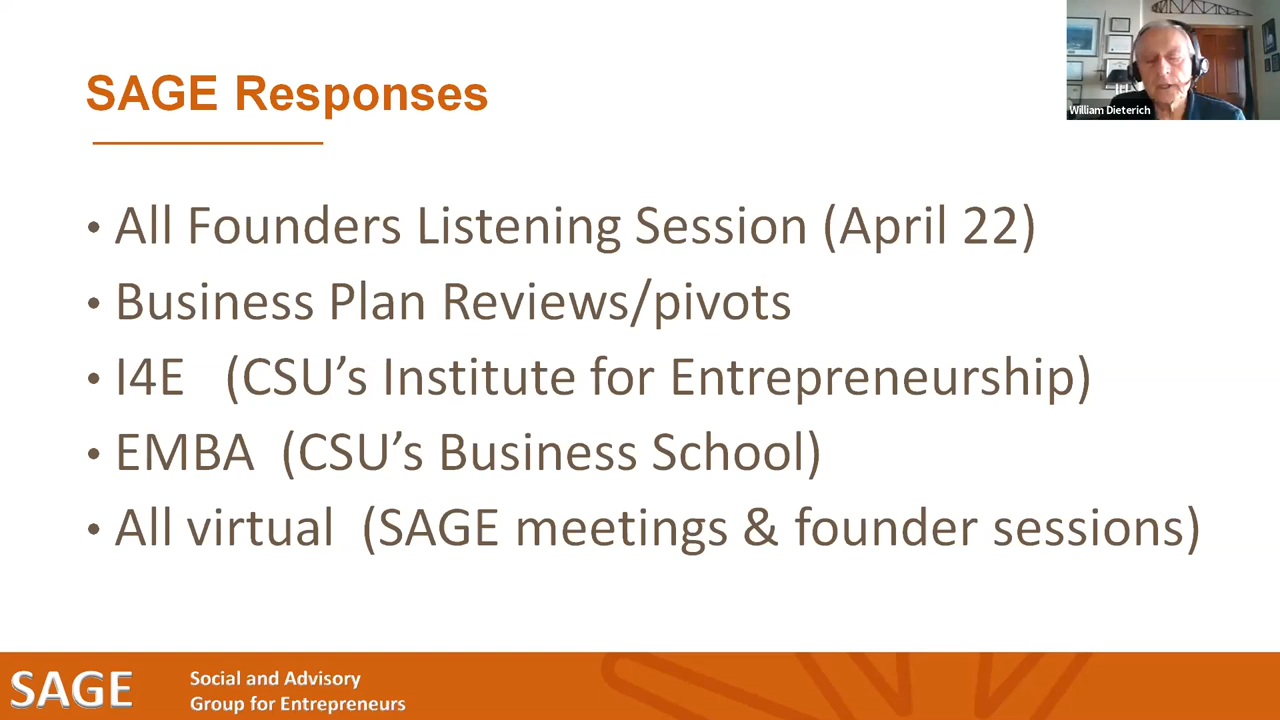 SAGE Responses
William Dieterich
• All Founders Listening Session (April 22)
• Business Plan Reviews/pivots
• I4E (CSU’s Institute for Entrepreneurship)
• EMBA (CSU’s Business School)
• All virtual (SAGE meetings & founder sessions)
SAGE
Social and Advisory
Group for Entrepreneurs